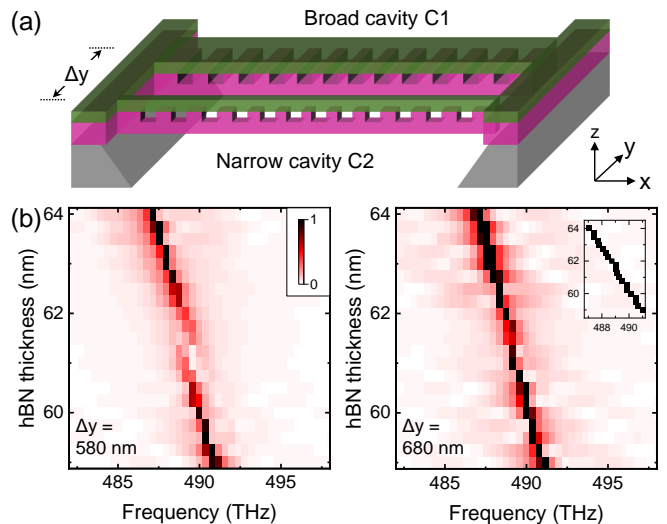 (a)
Broad cavity C1
Δy
Narrow cavity C2
z
y
x
(b)
64
62
60
hBN thickness (nm)
1
0
Δy =
580 nm
485 490 495
Frequency (THz)
64
62
60
hBN thickness (nm)
64
62
60
488 490
Δy =
680 nm
485 490 495
Frequency (THz)